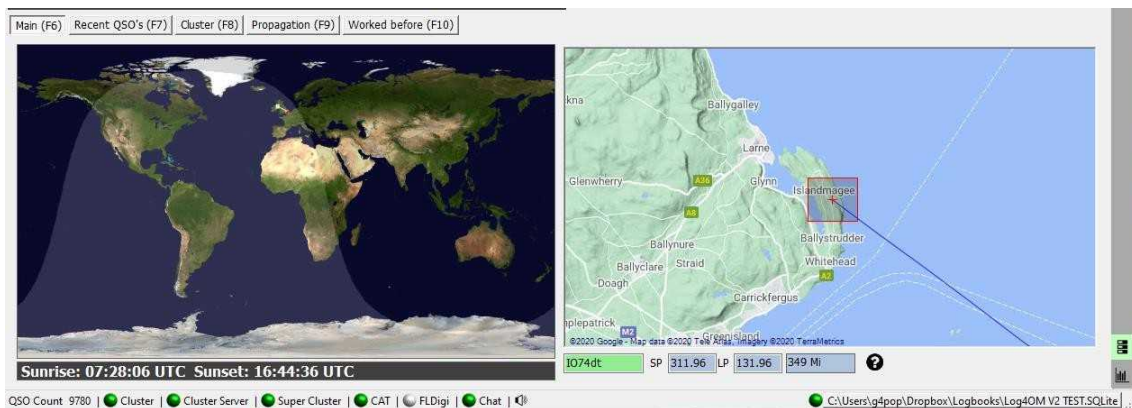 Main (F6) Recent QSO's (F7) Cluster (F8) Propagation (F9) Worked before (F10)
kna
Ballygalley
Larne
Glenwherry
A36
Glynn
Islandmagee
A8
Ballynure
Ballystrudder
Ballyclare
Straid
Whitehead
A2
Doagh
Carrickfergus
nplepatrick
M2
Greenisland
©2020 Google - Map data ©2020 Tele Atlas, Imagery ©2020 TerraMetrics
IO74dt SP 311.96 LP 131.96 349 Mi ?
Sunrise: 07:28:06 UTC Sunset: 16:44:36 UTC
QSO Count 9780 | Cluster | Cluster Server | Super Cluster | CAT | FLDigi | Chat | C:\Users\g4pop\Dropbox\Logbooks\Log4OM V2 TEST.SQLite